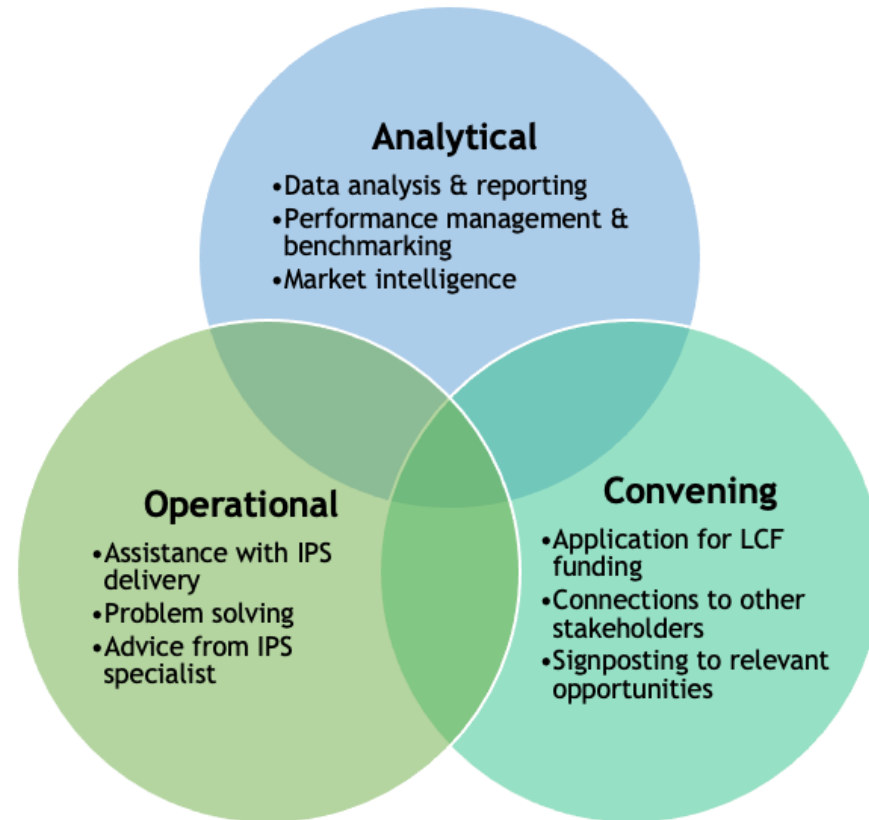 Analytical
•Data analysis & reporting
•Performance management &
benchmarking
•Market intelligence
Operational
•Assistance with IPS
delivery
•Problem solving
•Advice from IPS
specialist
Convening
•Application for LCF
funding
•Connections to other
stakeholders
•Signposting to relevant
opportunities